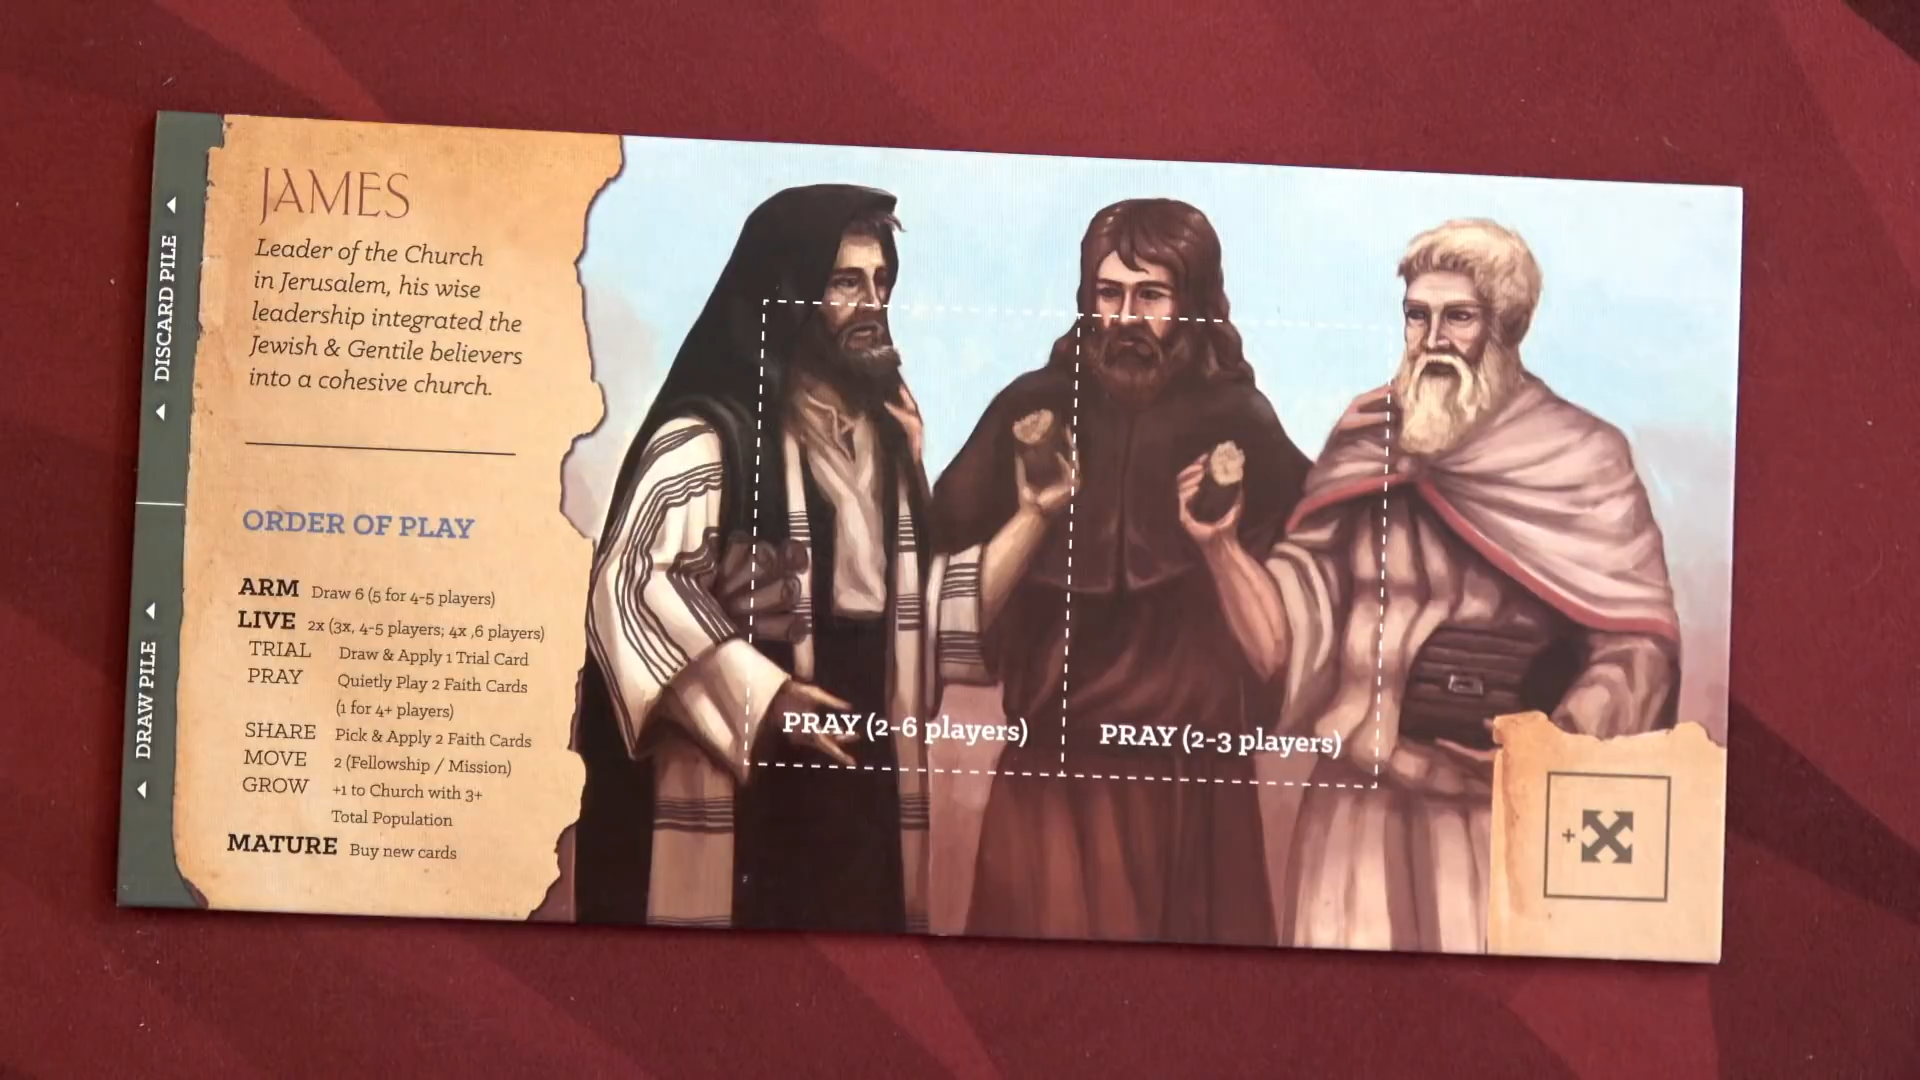 JAMES
Leader of the Church
in Jerusalem, his wise
leadership integrated the
Jewish & Gentile believers
into a cohesive church.
ORDER OF PLAY
ARM Draw 6 (5 for 4-5 players)
LIVE 2x (3x, 4-5 players; 4x ,6 players)
TRIAL Draw & Apply 1 Trial Card
PRAY Quietly Play 2 Faith Cards
(1 for 4+ players)
SHARE Pick & Apply 2 Faith Cards
MOVE 2 (Fellowship / Mission)
GROW +1 to Church with 3+
Total Population
MATURE Buy new cards
DISCARD PILE
DRAW PILE
PRAY (2-6 players)
PRAY (2-3 players)
+